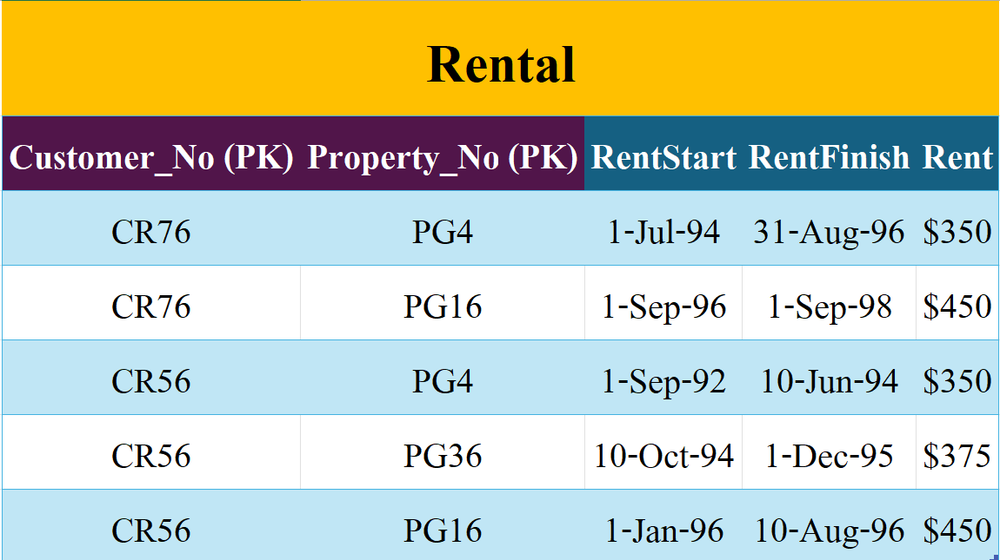 Rental
Customer_No (PK) Property_No (PK) RentStart RentFinish Rent
CR76 PG4 1-Jul-94 31-Aug-96 $350
CR76 PG16 1-Sep-96 1-Sep-98 $450
CR56 PG4 1-Sep-92 10-Jun-94 $350
CR56 PG36 10-Oct-94 1-Dec-95 $375
CR56 PG16 1-Jan-96 10-Aug-96 $450